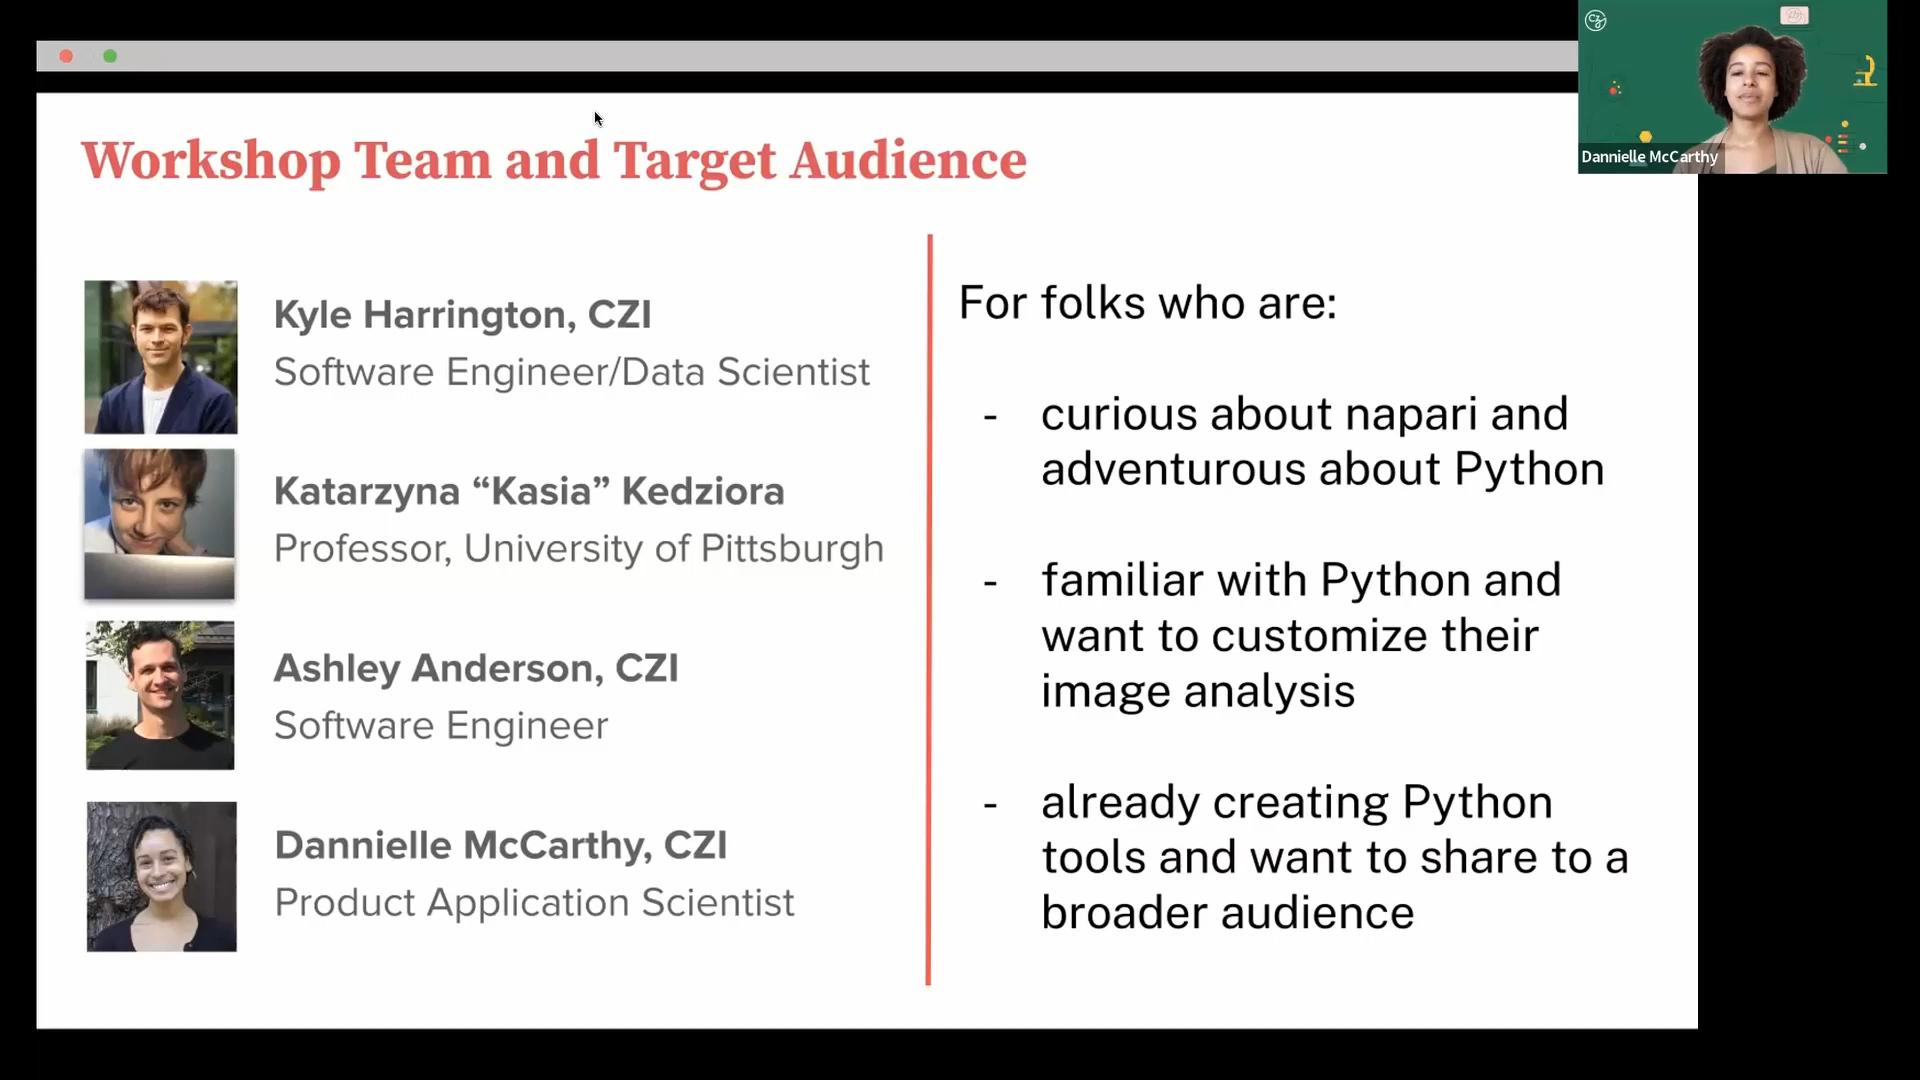 Workshop Team and Target Audience
Kyle Harrington, CZI
Software Engineer/Data Scientist
Katarzyna “Kasia” Kedziora
Professor, University of Pittsburgh
Ashley Anderson, CZI
Software Engineer
Dannielle McCarthy, CZI
Product Application Scientist
For folks who are:
- curious about napari and
adventurous about Python
- familiar with Python and
want to customize their
image analysis
- already creating Python
tools and want to share to a
broader audience
CZI
Dannielle McCarthy